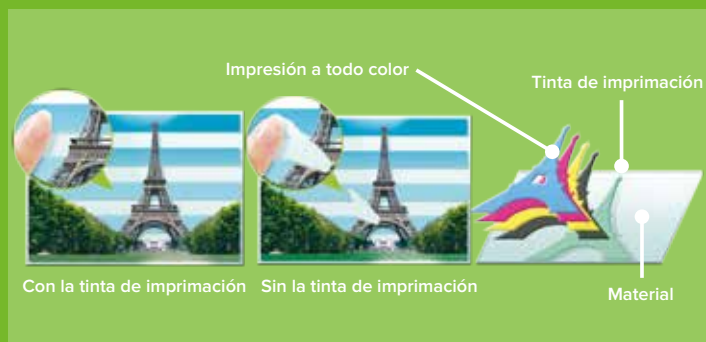 Impresión a todo color
Tinta de imprimación
Con la tinta de imprimación
Sin la tinta de imprimación
Material